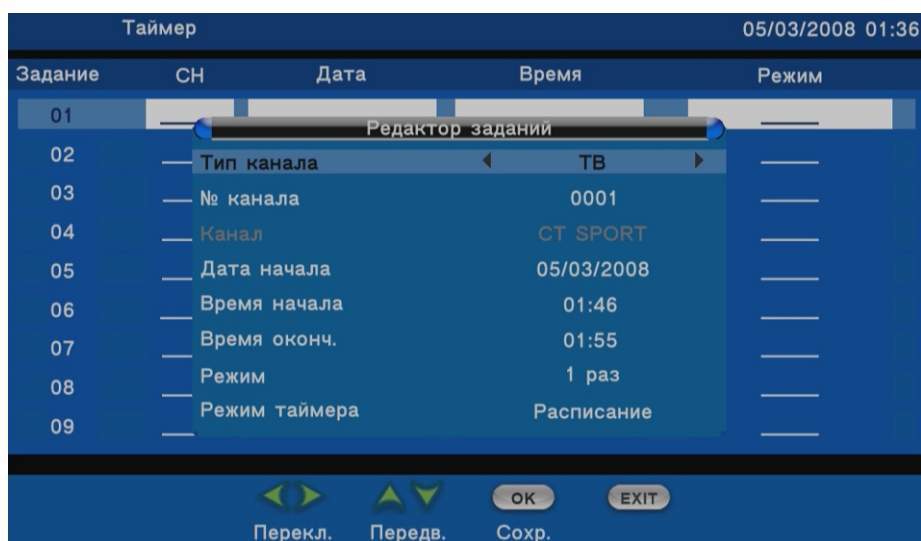 Таймер 05/03/2008 01:36
Задание CH Дата Время Режим
01
Редактор заданий
02
Тип канала ТВ
03
№ канала 0001
04
Канал CT SPORT
05
Дата начала 05/03/2008
06
Время начала 01:46
07
Время оконч. 01:55
08
Режим 1 раз
09
Режим таймера Расписание
OK EXIT
Перекл. Передв. Сохр.